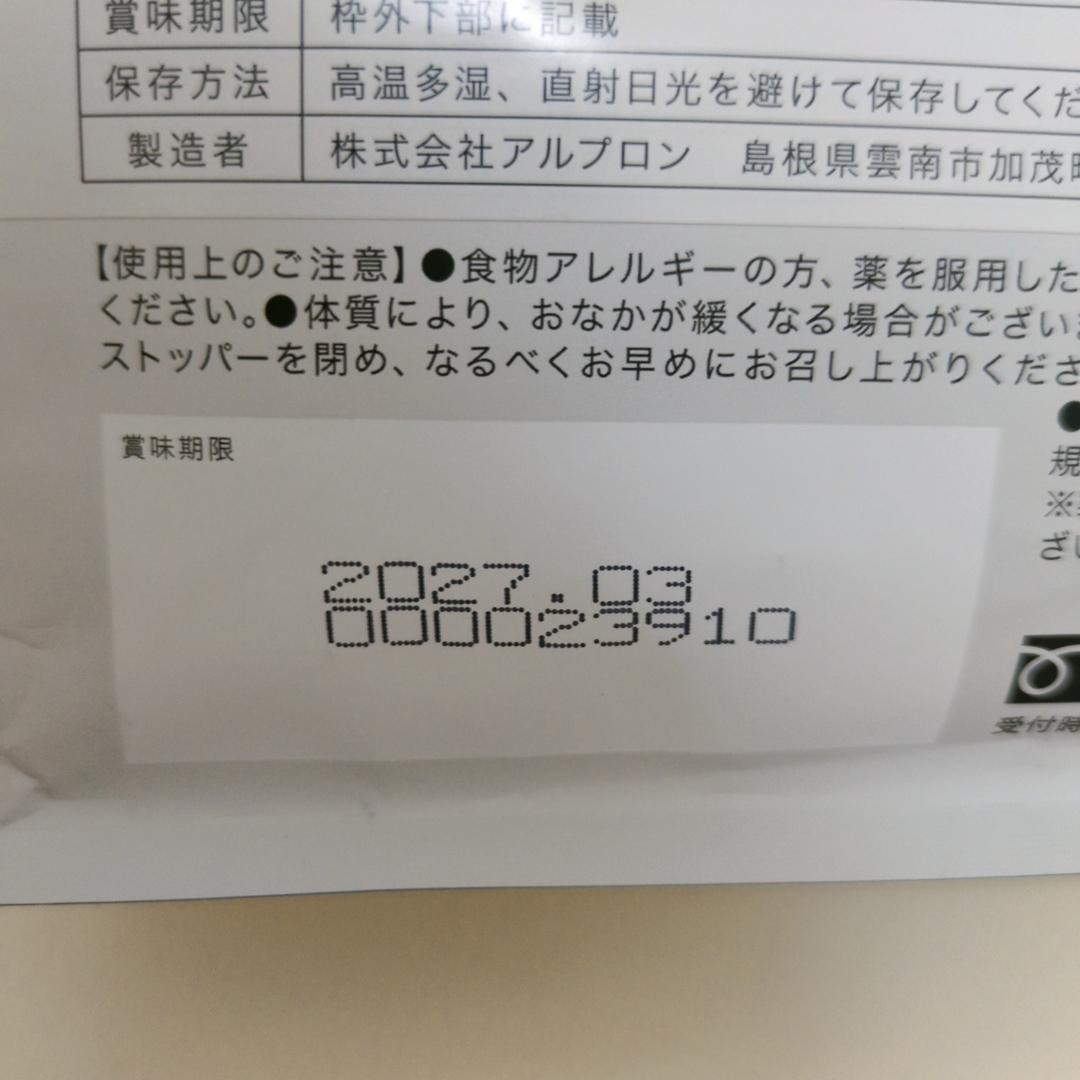 賞味期限 枠外下部に記載
保存方法 高温多湿、直射日光を避けて保存してくだ
製造者 株式会社アルプロン 島根県雲南市加茂町
【使用上のご注意】●食物アレルギーの方、薬を服用した
ください。●体質により、おなかが緩くなる場合がござい
ストッパーを閉め、なるべくお早めにお召し上がりくださ
賞味期限
2027.03
000023910
●
規
※
ざい
受付時